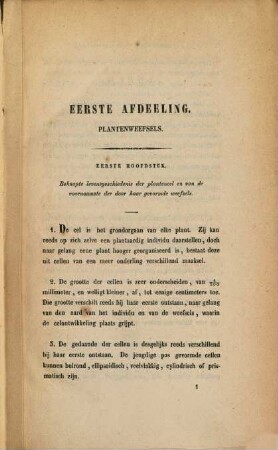 EERSTE AFDEELING.
PLANTENWEEFSELS.
EERSTE HOOFDSTUK.
Beknopte levensgeschiedenis der plantencel en van de
voornaamste der door haar gevormde weefsels.
1. De cel is het grondorgaan van elke plant. Zij kan
reeds op zich zelve een plantaardig individu daarstellen, doch
naar gelang eene plant hooger georganiseerd is, bestaat deze
uit cellen van een meer onderling verschillend maaksel.
2. De grootte der cellen is zeer onderscheiden, van
millimeter, en welligt kleiner, af, tot eenige centimeters toe.
Die grootte verschilt reeds bij haar eerste ontstaan, naar gelang
van den aard van het individu en van de weefsels, waarin
de celontwikkeling plaats grijpt.
3. De gedaante der cellen is desgelijks reeds verschillend
bij haar eerste ontstaan. De jeugdige pas gevormde cellen
kunnen bolrond, ellipsoïdisch, veelvlakkig, cylindrisch of pris-
matisch zijn.
1